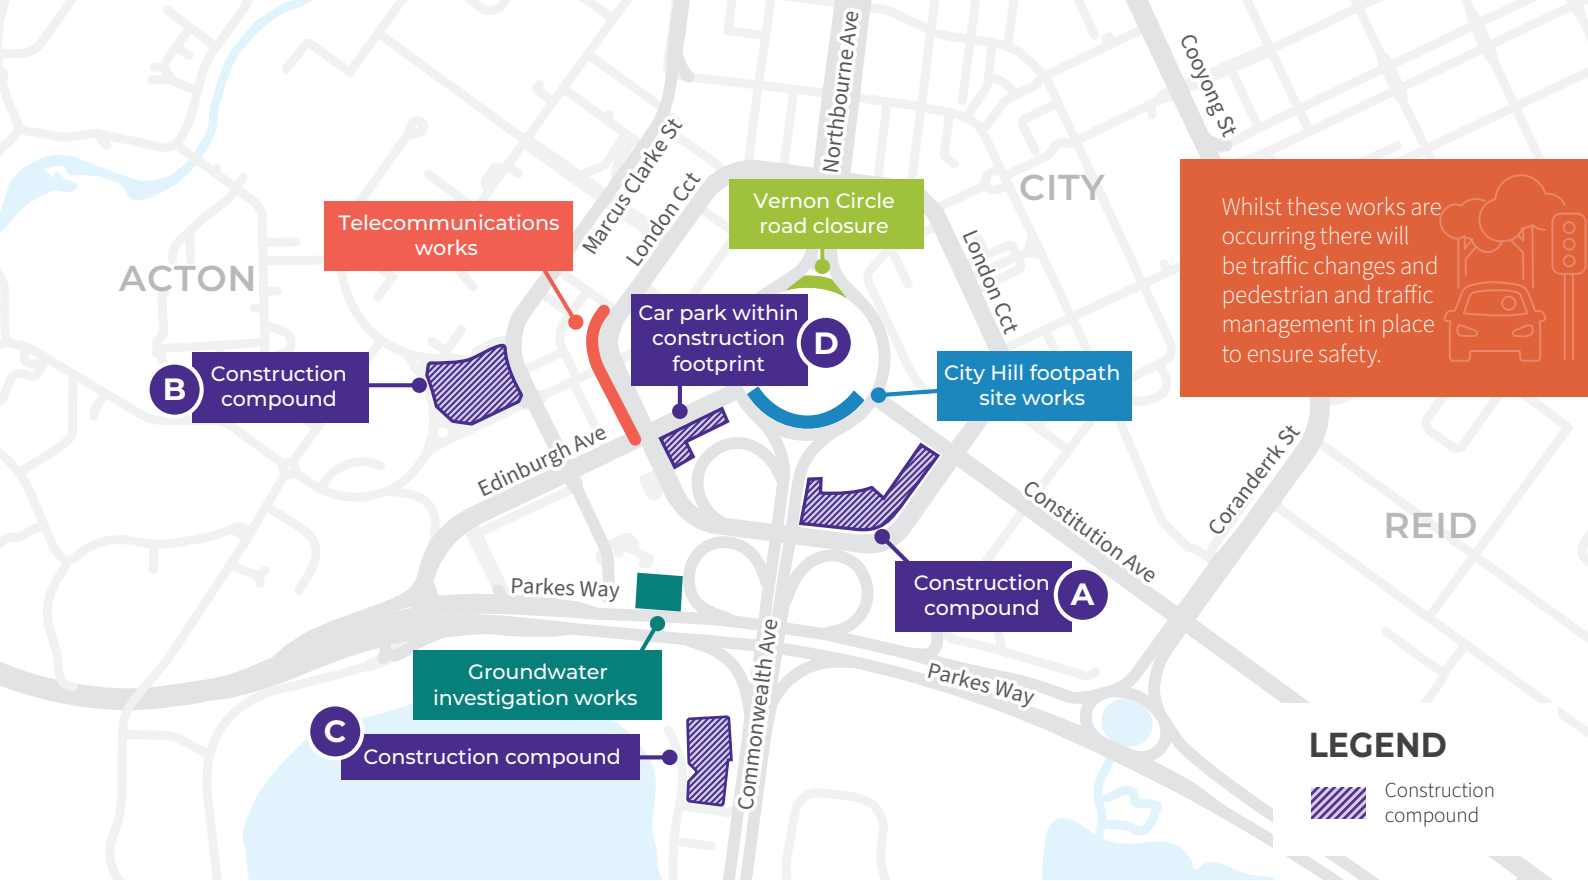 Northbourne Ave
Cooyong St
Marcus Clarke St
London Cct
CITY
Vernon Circle
road closure
Telecommunications
works
Whilst these works are
occurring there will
be traffic changes and
pedestrian and traffic
management in place
to ensure safety.
London Cct
ACTON
Car park within
construction
footprint
D
B
Construction
compound
City Hill footpath
site works
Edinburgh Ave
Constitution Ave
Coranderrk St
REID
Parkes Way
Construction
compound
A
Groundwater
investigation works
Commonwealth Ave
Parkes Way
C
Construction compound
LEGEND
Construction
compound